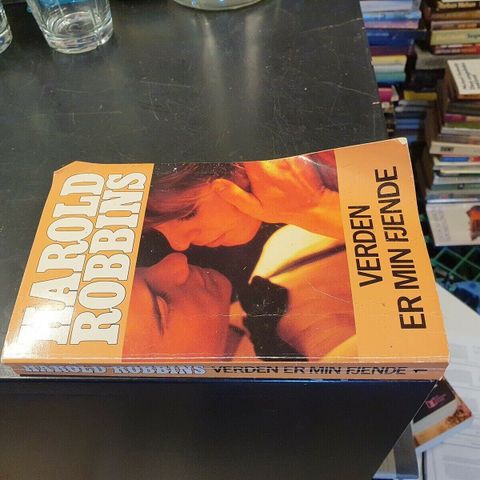 HAROLD
ROBBINS
VERDEN
ER MIN FJENDE
HAROLD ROBBINS VERDEN ER MIN FJENDE 1